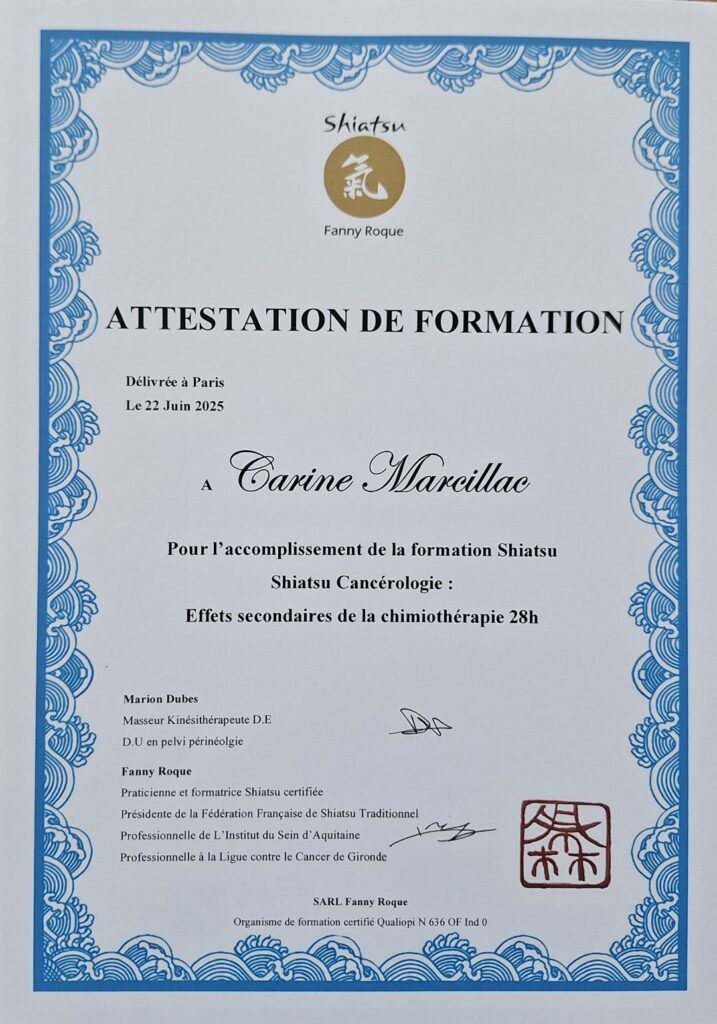 Shiatsu
氣
Fanny Roque
ATTESTATION DE FORMATION
Délivrée à Paris
Le 22 Juin 2025
A Carine Marcillac
Pour l’accomplissement de la formation Shiatsu
Shiatsu Cancérologie :
Effets secondaires de la chimiothérapie 28h
Marion Dubes
Masseur Kinésithérapeute D.E
D.U en pelvi périnéolgie
Fanny Roque
Praticienne et formatrice Shiatsu certifiée
Présidente de la Fédération Française de Shiatsu Traditionnel
Professionnelle de L’Institut du Sein d’Aquitaine
Professionnelle à la Ligue contre le Cancer de Gironde
SARL Fanny Roque
Organisme de formation certifié Qualiopi N 636 OF Ind 0